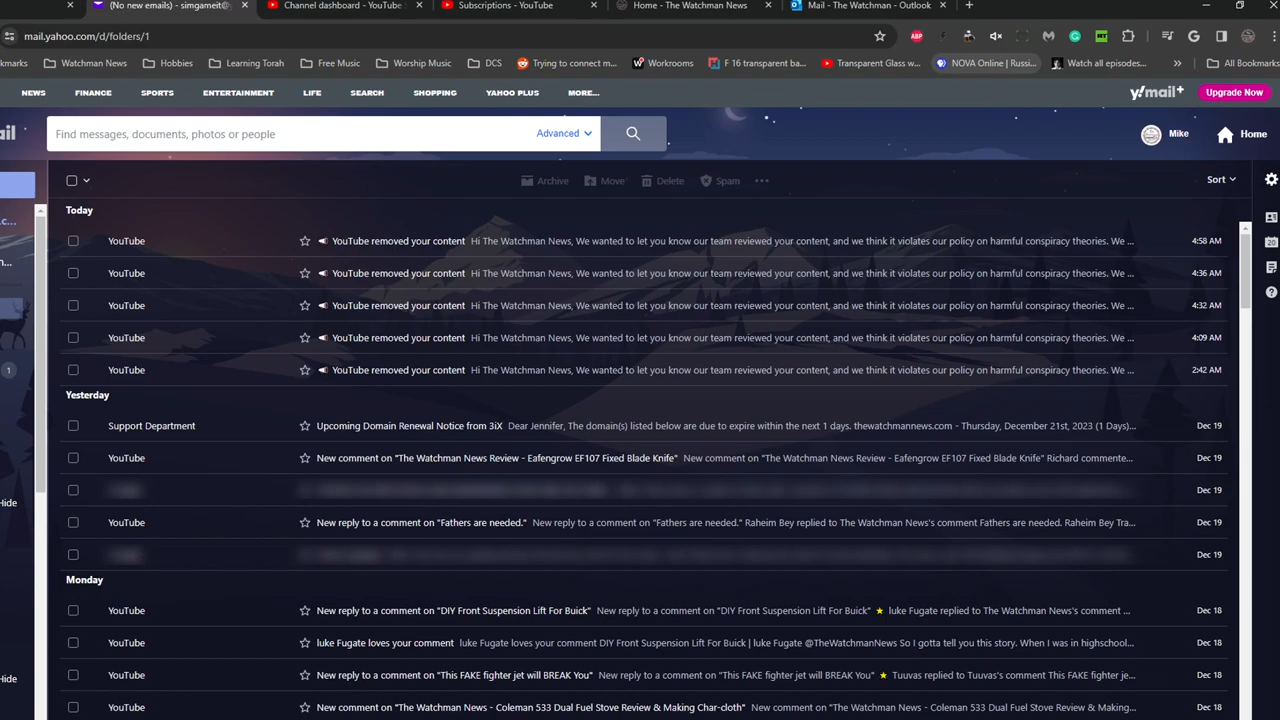 (No new emails) - simgameit@
Channel dashboard - YouTube
Subscriptions - YouTube
Home - The Watchman News
Mail - The Watchman - Outlook
mail.yahoo.com/d/folders/1
ABP
kmarks
Watchman News
Hobbies
Learning Torah
Free Music
Worship Music
DCS
Trying to connect m...
Workrooms
F 16 transparent ba...
Transparent Glass w...
NOVA Online | Russi...
Watch all episodes...
All Bookmarks
NEWS
FINANCE
SPORTS
ENTERTAINMENT
LIFE
SEARCH
SHOPPING
YAHOO PLUS
MORE...
y!mail+
Upgrade Now
ail
Find messages, documents, photos or people
Advanced
Mike
Home
Archive
Move
Delete
Spam
Sort
Today
YouTube YouTube removed your content Hi The Watchman News, We wanted to let you know our team reviewed your content, and we think it violates our policy on harmful conspiracy theories. We ... 4:58 AM
YouTube YouTube removed your content Hi The Watchman News, We wanted to let you know our team reviewed your content, and we think it violates our policy on harmful conspiracy theories. We ... 4:36 AM
YouTube YouTube removed your content Hi The Watchman News, We wanted to let you know our team reviewed your content, and we think it violates our policy on harmful conspiracy theories. We ... 4:32 AM
YouTube YouTube removed your content Hi The Watchman News, We wanted to let you know our team reviewed your content, and we think it violates our policy on harmful conspiracy theories. We ... 4:09 AM
YouTube YouTube removed your content Hi The Watchman News, We wanted to let you know our team reviewed your content, and we think it violates our policy on harmful conspiracy theories. We ... 2:42 AM
Yesterday
Support Department Upcoming Domain Renewal Notice from 3iX Dear Jennifer, The domain(s) listed below are due to expire within the next 1 days. thewatchmannews.com - Thursday, December 21st, 2023 (1 Days)... Dec 19
YouTube New comment on "The Watchman News Review - Eafengrow EF107 Fixed Blade Knife" New comment on "The Watchman News Review - Eafengrow EF107 Fixed Blade Knife" Richard commente... Dec 19
Dec 19
YouTube New reply to a comment on "Fathers are needed." New reply to a comment on "Fathers are needed." Raheim Bey replied to The Watchman News's comment Fathers are needed. Raheim Bey Tra... Dec 19
Dec 19
Monday
YouTube New reply to a comment on "DIY Front Suspension Lift For Buick" New reply to a comment on "DIY Front Suspension Lift For Buick" luke Fugate replied to The Watchman News's comment ... Dec 18
YouTube luke Fugate loves your comment luke Fugate loves your comment DIY Front Suspension Lift For Buick | luke Fugate @TheWatchmanNews So I gotta tell you this story. When I was in highschool... Dec 18
YouTube New reply to a comment on "This FAKE fighter jet will BREAK You" New reply to a comment on "This FAKE fighter jet will BREAK You" Tuuvas replied to Tuuvas's comment This FAKE fighter je... Dec 18
YouTube New comment on "The Watchman News - Coleman 533 Dual Fuel Stove Review & Making Char-cloth" New comment on "The Watchman News - Coleman 533 Dual Fuel Stove Review & Making Char-cloth"... Dec 18
20
c...
n...
1
Hide
Hide